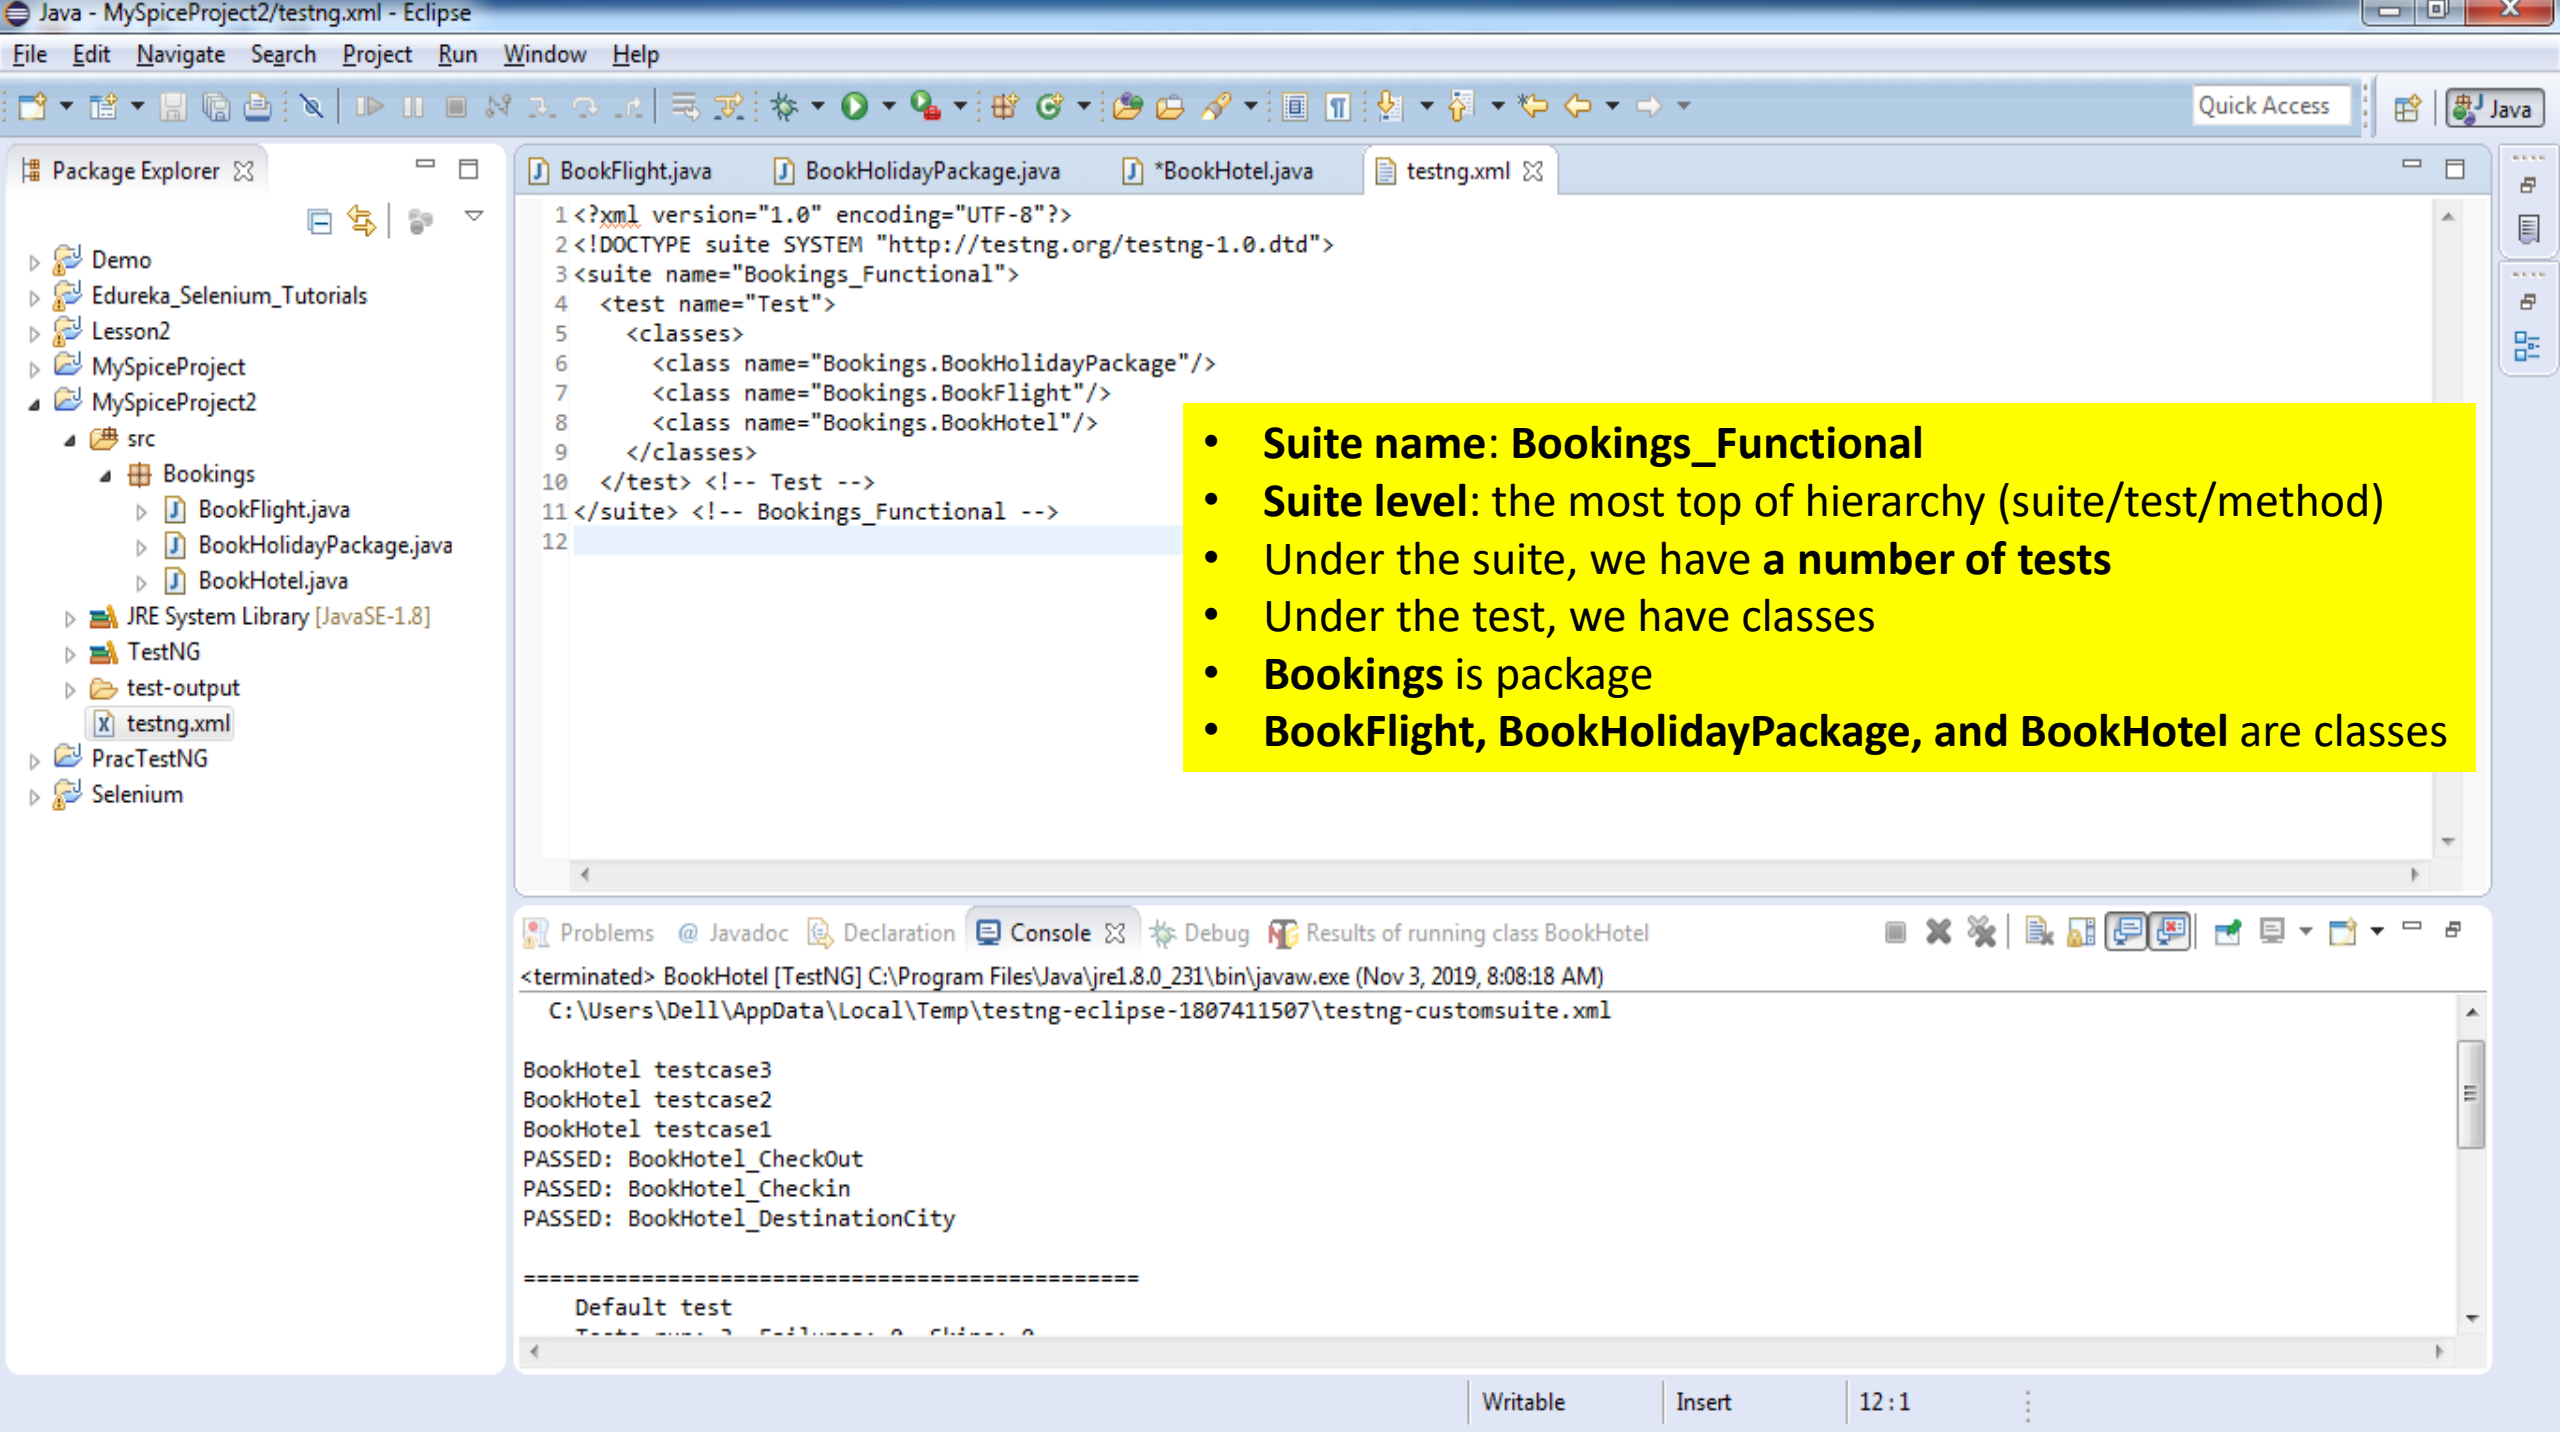 Java - MySpiceProject2/testng.xml - Eclipse
File Edit Navigate Search Project Run Window Help
Quick Access
Java
Package Explorer
BookFlight.java
BookHolidayPackage.java
*BookHotel.java
testng.xml
Demo
Edureka_Selenium_Tutorials
Lesson2
MySpiceProject
MySpiceProject2
src
Bookings
BookFlight.java
BookHolidayPackage.java
BookHotel.java
JRE System Library [JavaSE-1.8]
TestNG
test-output
testng.xml
PracTestNG
Selenium
1 <?xml version="1.0" encoding="UTF-8"?>
2 <!DOCTYPE suite SYSTEM "http://testng.org/testng-1.0.dtd">
3 <suite name="Bookings_Functional">
4 <test name="Test">
5 <classes>
6 <class name="Bookings.BookHolidayPackage"/>
7 <class name="Bookings.BookFlight"/>
8 <class name="Bookings.BookHotel"/>
9 </classes>
10 </test> <!-- Test -->
11 </suite> <!-- Bookings_Functional -->
12
• Suite name: Bookings_Functional
• Suite level: the most top of hierarchy (suite/test/method)
• Under the suite, we have a number of tests
• Under the test, we have classes
• Bookings is package
• BookFlight, BookHolidayPackage, and BookHotel are classes
Problems @ Javadoc Declaration Console Debug Results of running class BookHotel
<terminated> BookHotel [TestNG] C:\Program Files\Java\jre1.8.0_231\bin\javaw.exe (Nov 3, 2019, 8:08:18 AM)
C:\Users\Dell\AppData\Local\Temp\testng-eclipse-1807411507\testng-customsuite.xml
BookHotel testcase3
BookHotel testcase2
BookHotel testcase1
PASSED: BookHotel_CheckOut
PASSED: BookHotel_Checkin
PASSED: BookHotel_DestinationCity
===============================================
Default test
Writable
Insert
12 : 1